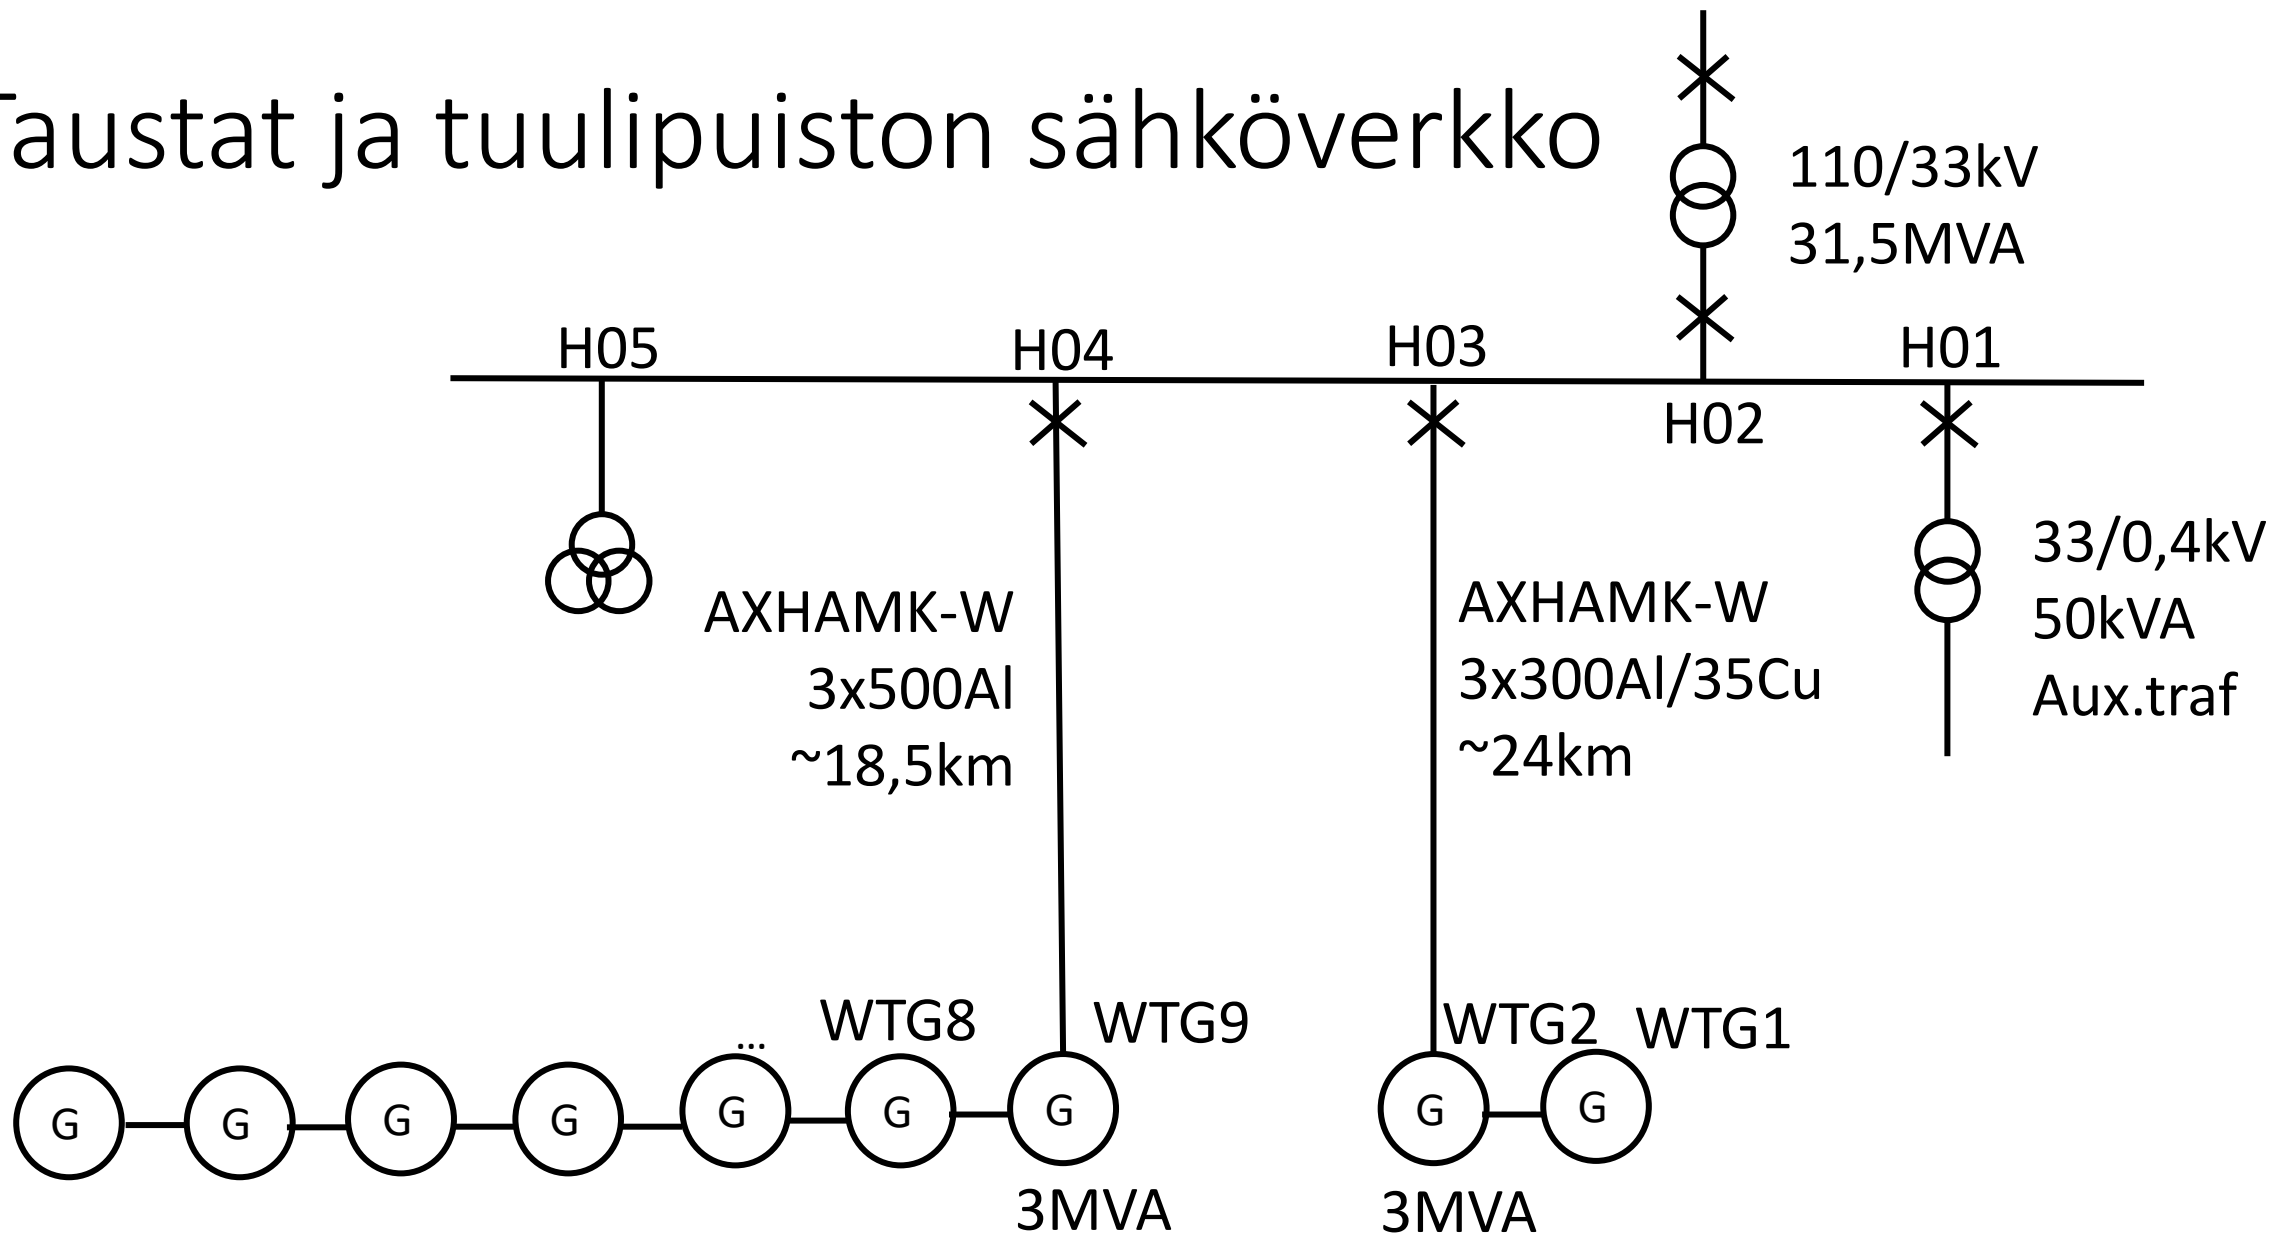 Taustat ja tuulipuiston sähköverkko
110/33kV
31,5MVA
H05
H04
H03
H01
H02
AXHAMK-W
3x500Al
~18,5km
AXHAMK-W
3x300Al/35Cu
~24km
33/0,4kV
50kVA
Aux.traf
...
WTG8
WTG9
WTG2
WTG1
G
G
G
G
G
G
G
G
G
3MVA
3MVA